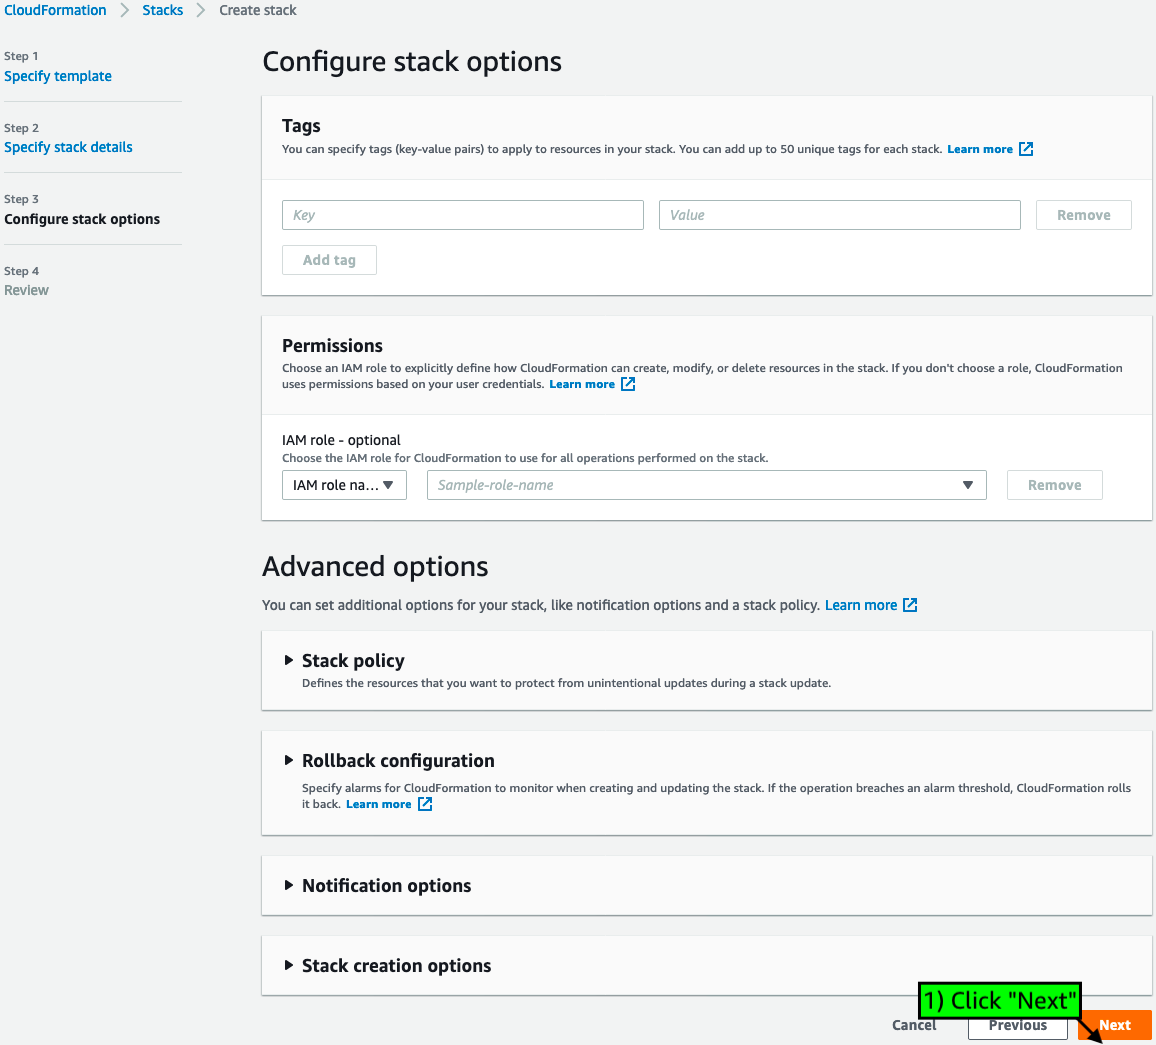 CloudFormation > Stacks > Create stack
Step 1
Specify template
Step 2
Specify stack details
Step 3
Configure stack options
Step 4
Review
Configure stack options
Tags
You can specify tags (key-value pairs) to apply to resources in your stack. You can add up to 50 unique tags for each stack. Learn more
Key Value Remove
Add tag
Permissions
Choose an IAM role to explicitly define how CloudFormation can create, modify, or delete resources in the stack. If you don't choose a role, CloudFormation
uses permissions based on your user credentials. Learn more
IAM role - optional
Choose the IAM role for CloudFormation to use for all operations performed on the stack.
IAM role na... Sample-role-name Remove
Advanced options
You can set additional options for your stack, like notification options and a stack policy. Learn more
Stack policy
Defines the resources that you want to protect from unintentional updates during a stack update.
Rollback configuration
Specify alarms for CloudFormation to monitor when creating and updating the stack. If the operation breaches an alarm threshold, CloudFormation rolls
it back. Learn more
Notification options
Stack creation options
1) Click "Next"
Cancel Previous Next